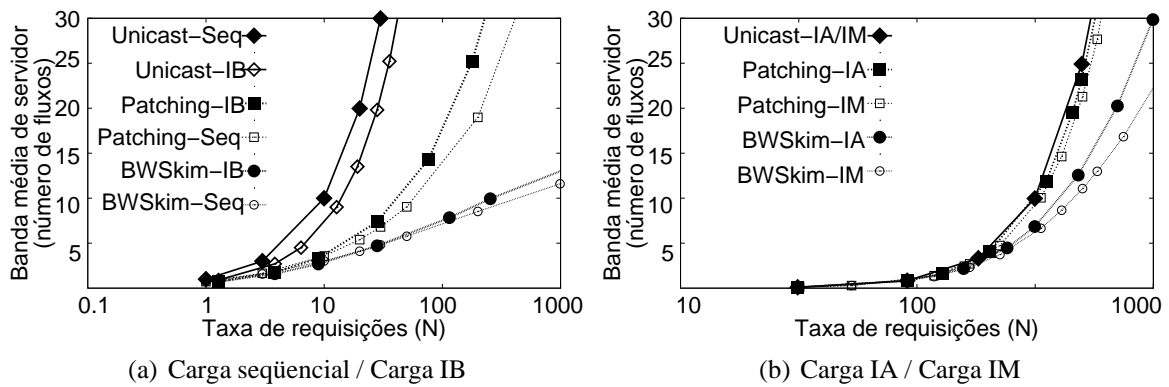 Banda média de servidor
(número de fluxos)
30
25
20
15
10
5
Unicast-Seq
Unicast-IB
Patching-IB
Patching-Seq
BWSkim-IB
BWSkim-Seq
0.1
1
10
100
1000
Taxa de requisições (N)
(a) Carga seqüencial / Carga IB
Banda média de servidor
(número de fluxos)
30
25
20
15
10
5
Unicast-IA/IM
Patching-IA
Patching-IM
BWSkim-IA
BWSkim-IM
10
100
1000
Taxa de requisições (N)
(b) Carga IA / Carga IM